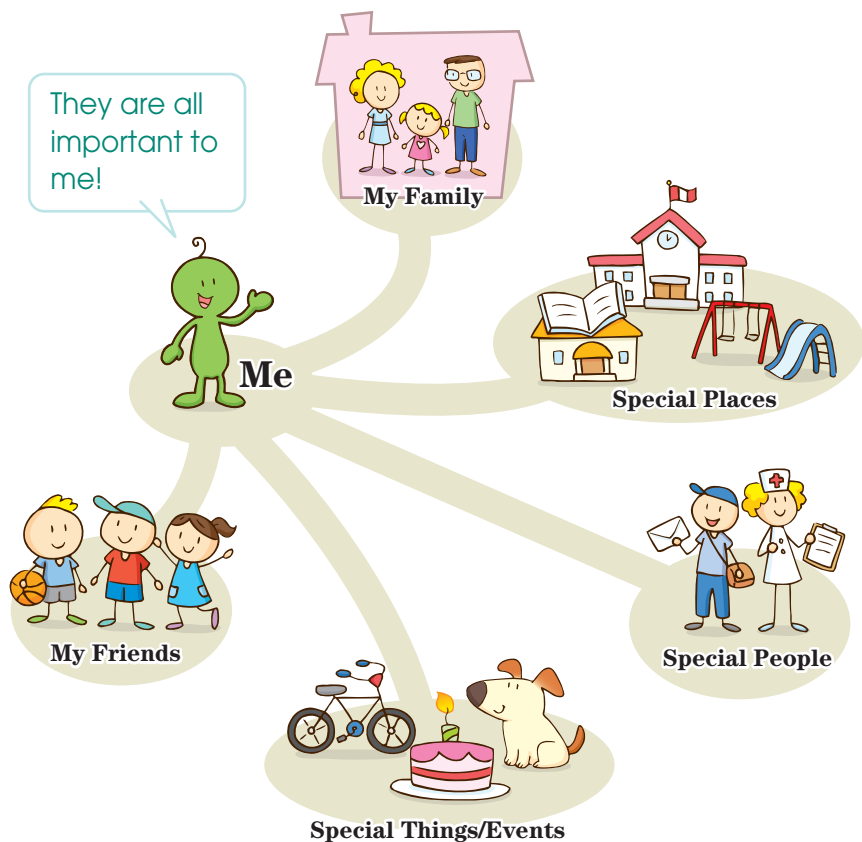 They are all
important to
me!
My Family
Me
Special Places
My Friends
Special People
Special Things/Events